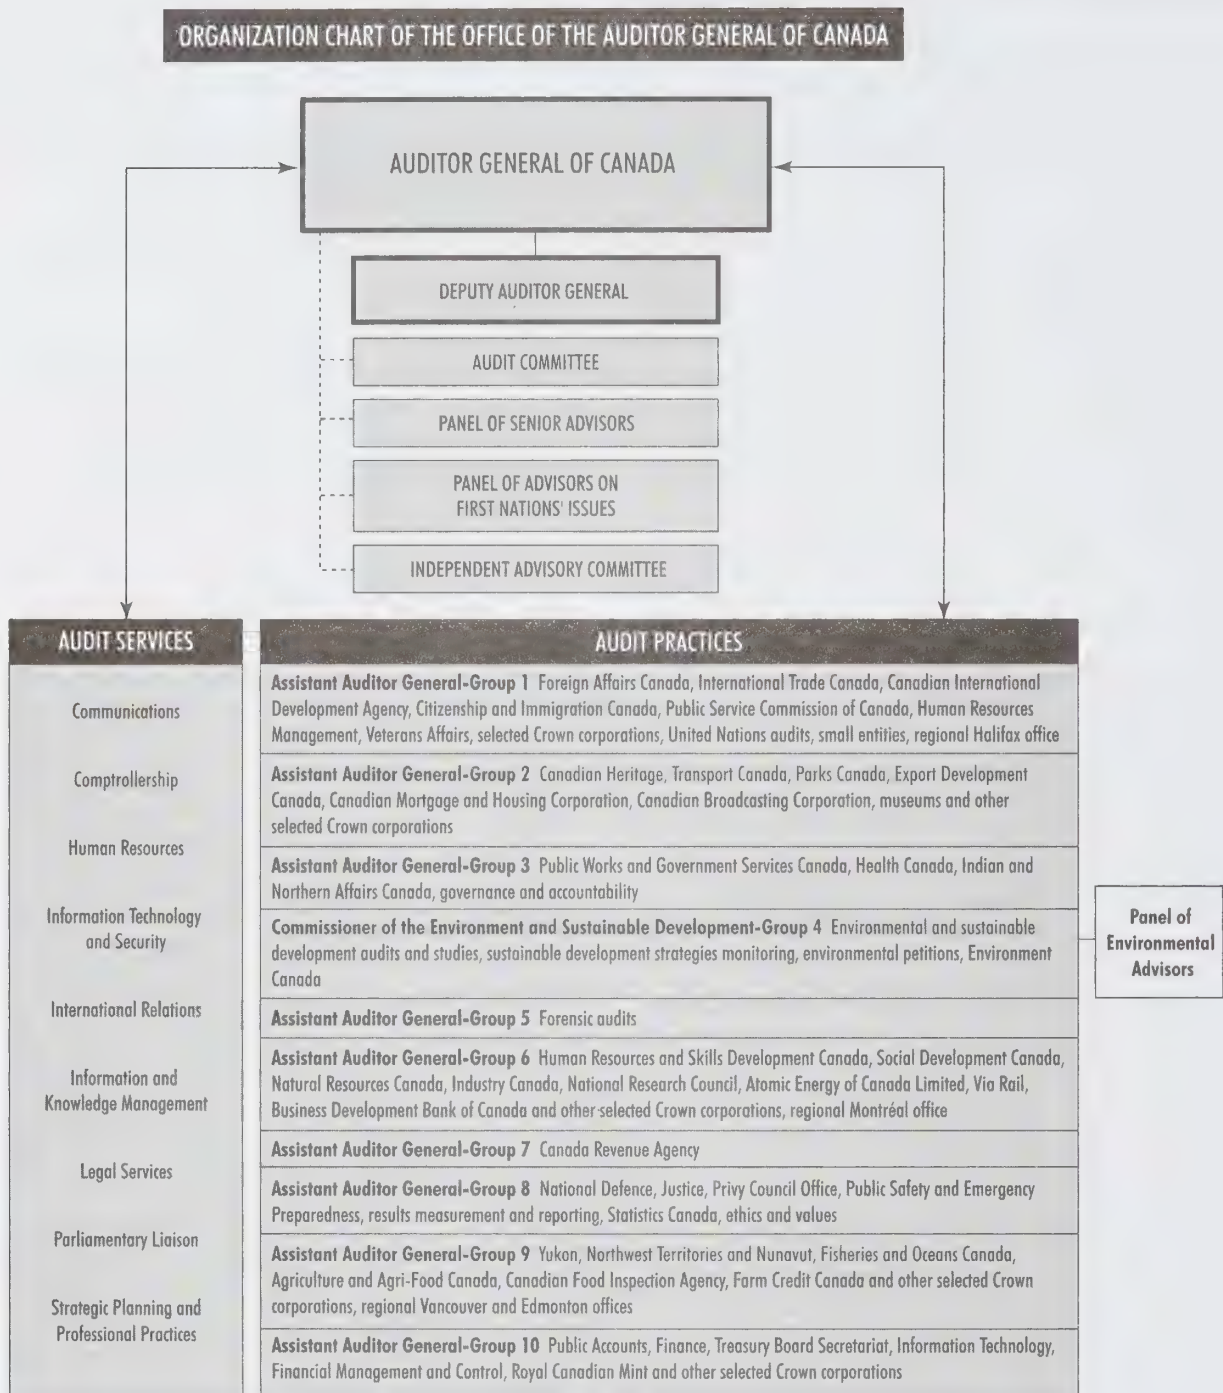 ORGANIZATION CHART OF THE OFFICE OF THE AUDITOR GENERAL OF CANADA
AUDITOR GENERAL OF CANADA
DEPUTY AUDITOR GENERAL
AUDIT COMMITTEE
PANEL OF SENIOR ADVISORS
PANEL OF ADVISORS ON
FIRST NATIONS' ISSUES
INDEPENDENT ADVISORY COMMITTEE
AUDIT SERVICES
Communications
Comptrollership
Human Resources
Information Technology
and Security
International Relations
Information and
Knowledge Management
Legal Services
Parliamentary Liaison
Strategic Planning and
Professional Practices
AUDIT PRACTICES
Assistant Auditor General-Group 1 Foreign Affairs Canada, International Trade Canada, Canadian International
Development Agency, Citizenship and Immigration Canada, Public Service Commission of Canada, Human Resources
Management, Veterans Affairs, selected Crown corporations, United Nations audits, small entities, regional Halifax office
Assistant Auditor General-Group 2 Canadian Heritage, Transport Canada, Parks Canada, Export Development
Canada, Canadian Mortgage and Housing Corporation, Canadian Broadcasting Corporation, museums and other
selected Crown corporations
Assistant Auditor General-Group 3 Public Works and Government Services Canada, Health Canada, Indian and
Northern Affairs Canada, governance and accountability
Commissioner of the Environment and Sustainable Development-Group 4 Environmental and sustainable
development audits and studies, sustainable development strategies monitoring, environmental petitions, Environment
Canada
Assistant Auditor General-Group 5 Forensic audits
Assistant Auditor General-Group 6 Human Resources and Skills Development Canada, Social Development Canada,
Natural Resources Canada, Industry Canada, National Research Council, Atomic Energy of Canada Limited, Via Rail,
Business Development Bank of Canada and other selected Crown corporations, regional Montréal office
Assistant Auditor General-Group 7 Canada Revenue Agency
Assistant Auditor General-Group 8 National Defence, Justice, Privy Council Office, Public Safety and Emergency
Preparedness, results measurement and reporting, Statistics Canada, ethics and values
Assistant Auditor General-Group 9 Yukon, Northwest Territories and Nunavut, Fisheries and Oceans Canada,
Agriculture and Agri-Food Canada, Canadian Food Inspection Agency, Farm Credit Canada and other selected Crown
corporations, regional Vancouver and Edmonton offices
Assistant Auditor General-Group 10 Public Accounts, Finance, Treasury Board Secretariat, Information Technology,
Financial Management and Control, Royal Canadian Mint and other selected Crown corporations
Panel of
Environmental
Advisors